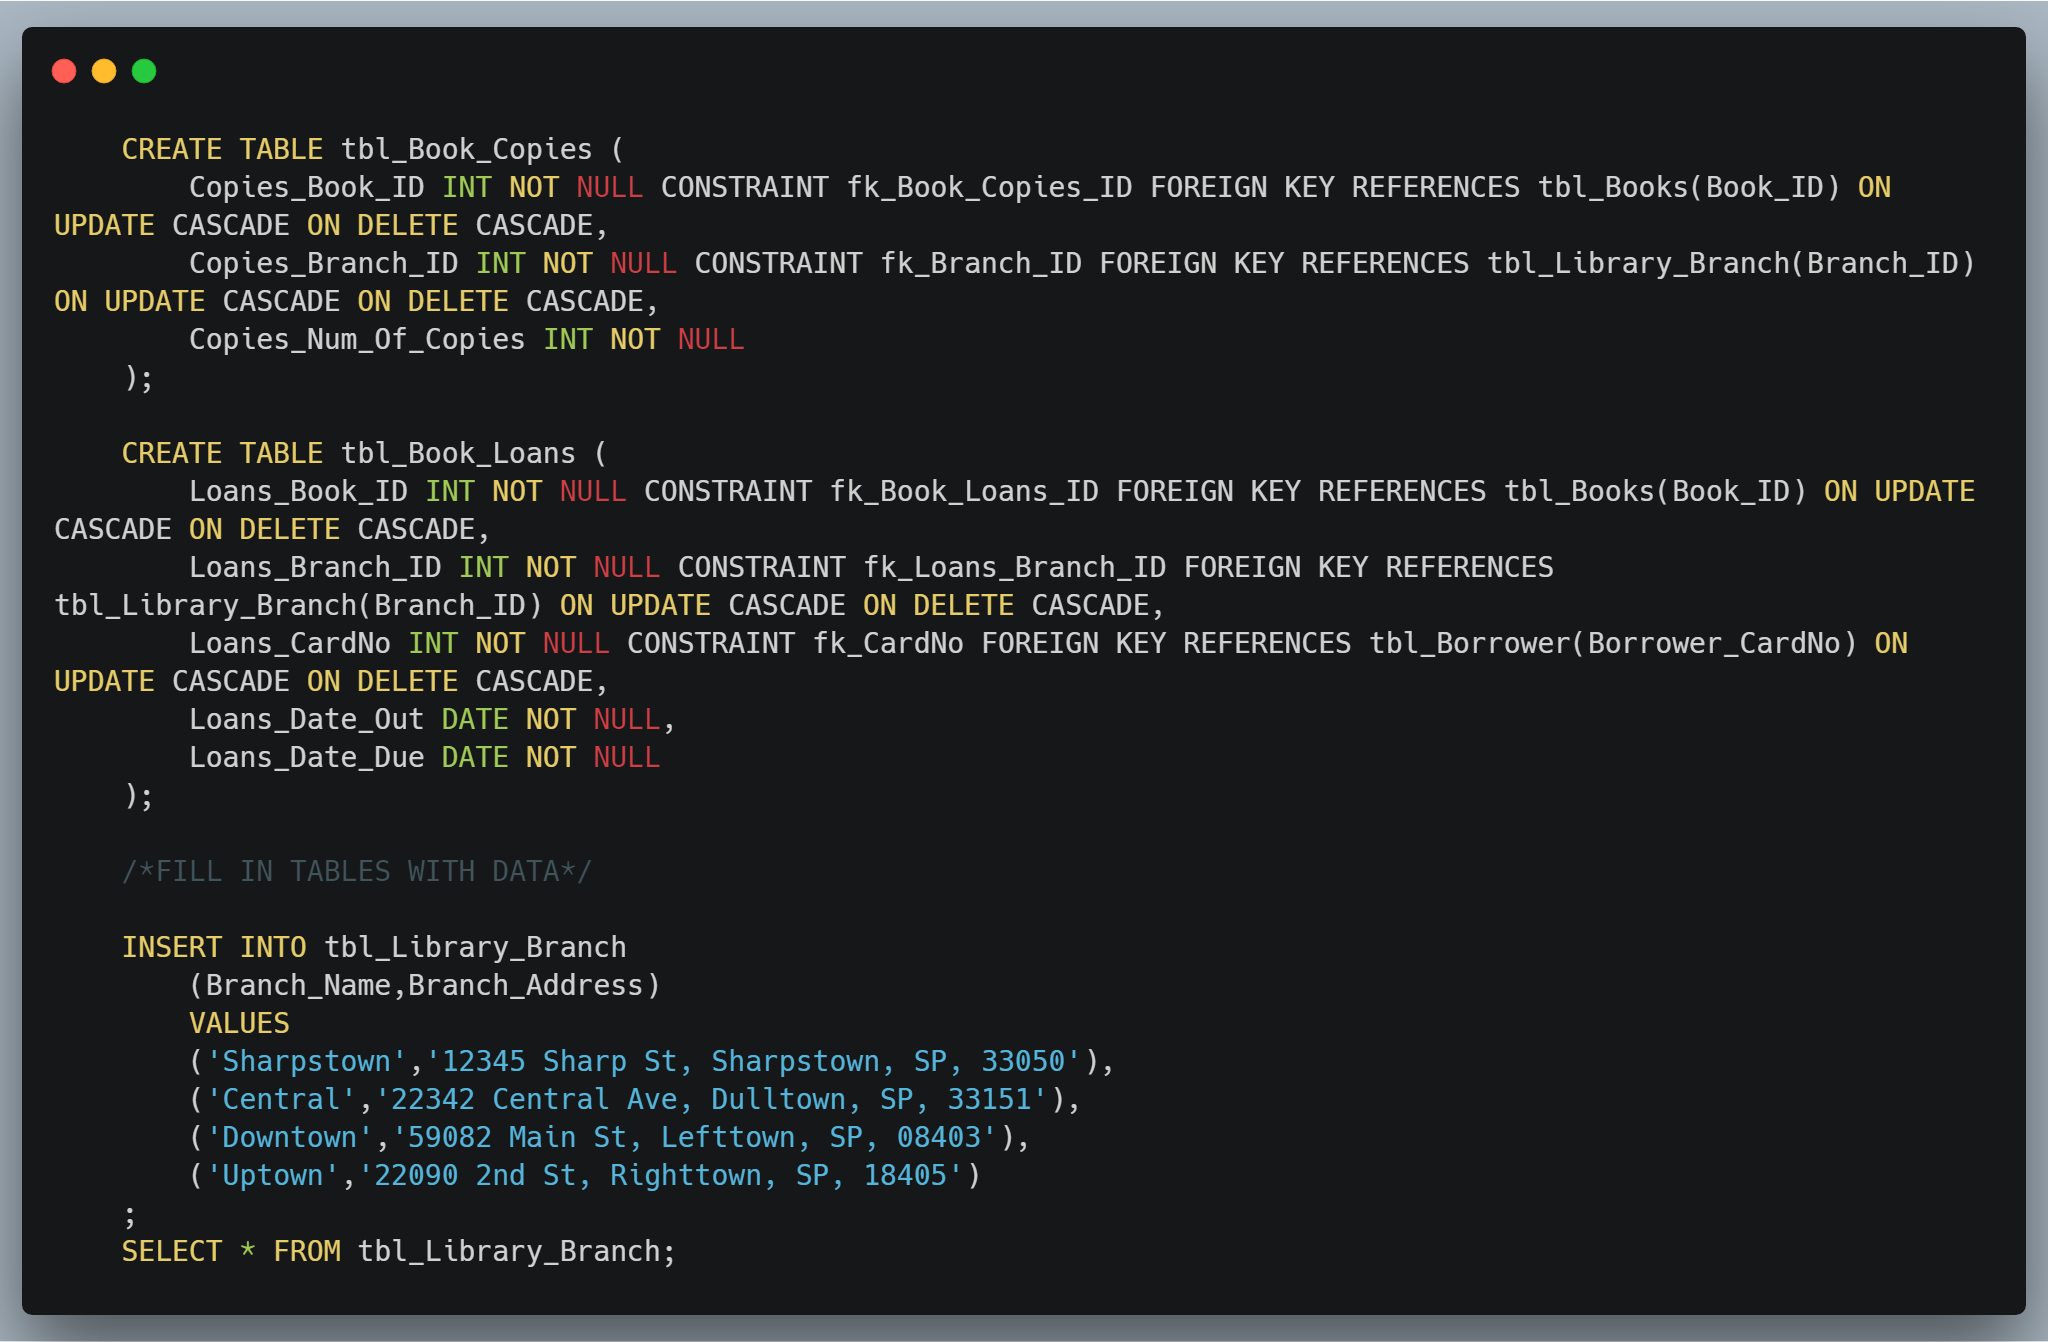 CREATE TABLE tbl_Book_Copies (
Copies_Book_ID INT NOT NULL CONSTRAINT fk_Book_Copies_ID FOREIGN KEY REFERENCES tbl_Books(Book_ID) ON
UPDATE CASCADE ON DELETE CASCADE,
Copies_Branch_ID INT NOT NULL CONSTRAINT fk_Branch_ID FOREIGN KEY REFERENCES tbl_Library_Branch(Branch_ID)
ON UPDATE CASCADE ON DELETE CASCADE,
Copies_Num_Of_Copies INT NOT NULL
);
CREATE TABLE tbl_Book_Loans (
Loans_Book_ID INT NOT NULL CONSTRAINT fk_Book_Loans_ID FOREIGN KEY REFERENCES tbl_Books(Book_ID) ON UPDATE
CASCADE ON DELETE CASCADE,
Loans_Branch_ID INT NOT NULL CONSTRAINT fk_Loans_Branch_ID FOREIGN KEY REFERENCES
tbl_Library_Branch(Branch_ID) ON UPDATE CASCADE ON DELETE CASCADE,
Loans_CardNo INT NOT NULL CONSTRAINT fk_CardNo FOREIGN KEY REFERENCES tbl_Borrower(Borrower_CardNo) ON
UPDATE CASCADE ON DELETE CASCADE,
Loans_Date_Out DATE NOT NULL,
Loans_Date_Due DATE NOT NULL
);
/*FILL IN TABLES WITH DATA*/
INSERT INTO tbl_Library_Branch
(Branch_Name,Branch_Address)
VALUES
('Sharpstown','12345 Sharp St, Sharpstown, SP, 33050'),
('Central','22342 Central Ave, Dulltown, SP, 33151'),
('Downtown','59082 Main St, Lefttown, SP, 08403'),
('Uptown','22090 2nd St, Righttown, SP, 18405')
;
SELECT * FROM tbl_Library_Branch;